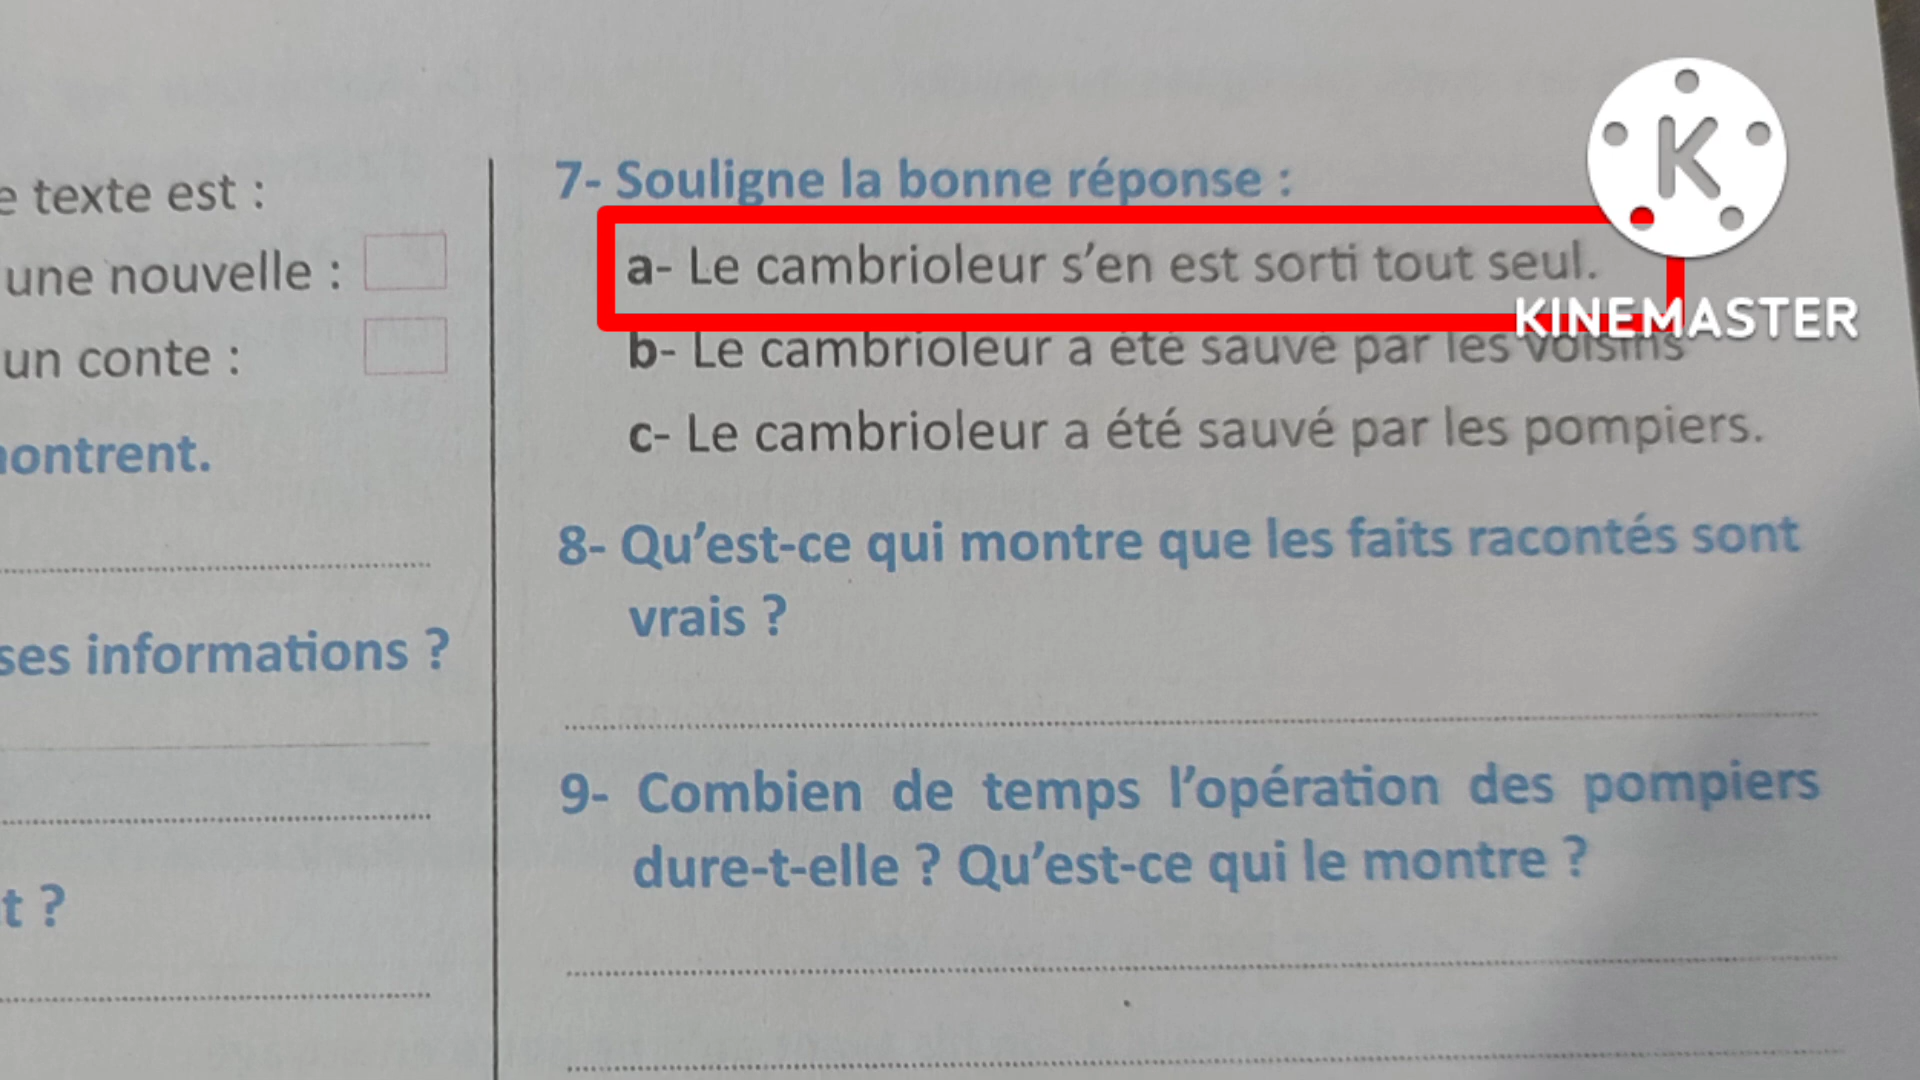 e texte est :
une nouvelle :
un conte :
montrent.
ses informations ?
t ?
7- Souligne la bonne réponse :
a- Le cambrioleur s'en est sorti tout seul.
b- Le cambrioleur a été sauvé par les voisins
c- Le cambrioleur a été sauvé par les pompiers.
8- Qu'est-ce qui montre que les faits racontés sont
vrais ?
9- Combien de temps l'opération des pompiers
dure-t-elle ? Qu'est-ce qui le montre ?
K
KINEMASTER